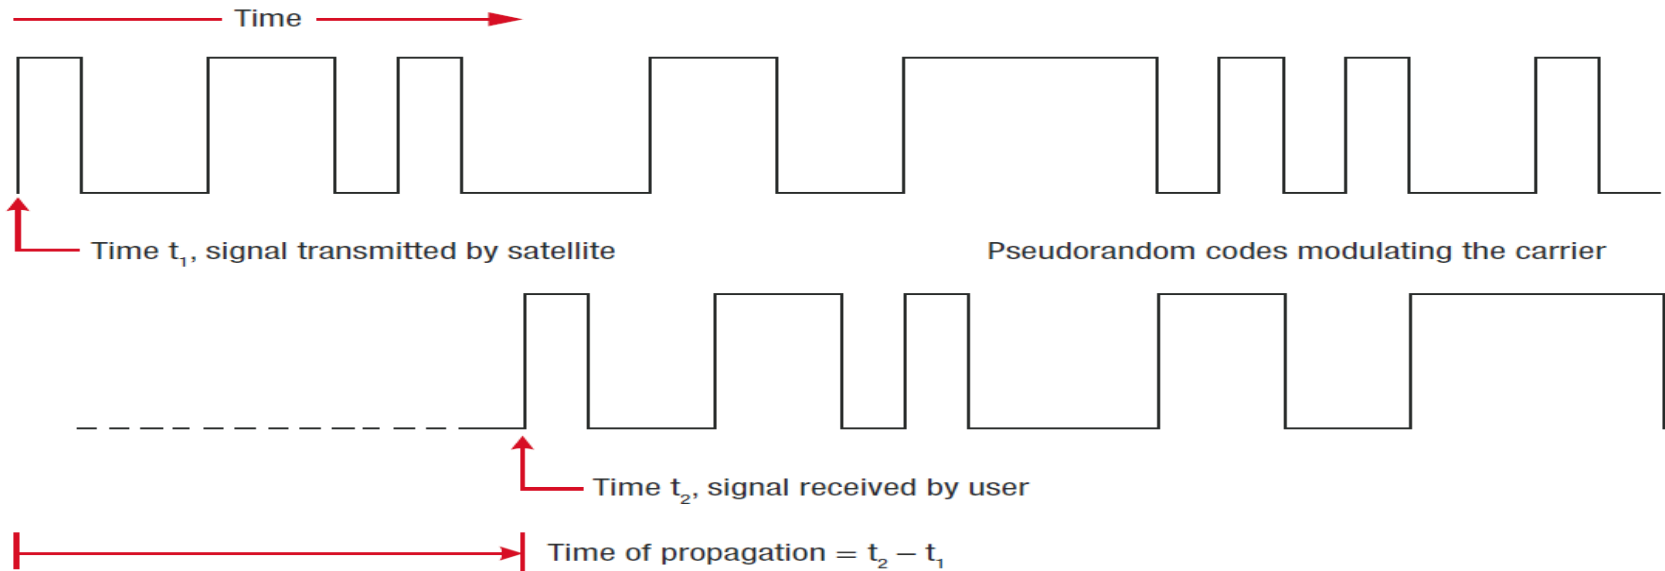 Time
Time t₁, signal transmitted by satellite
Pseudorandom codes modulating the carrier
Time t₂, signal received by user
Time of propagation = t₂ – t₁